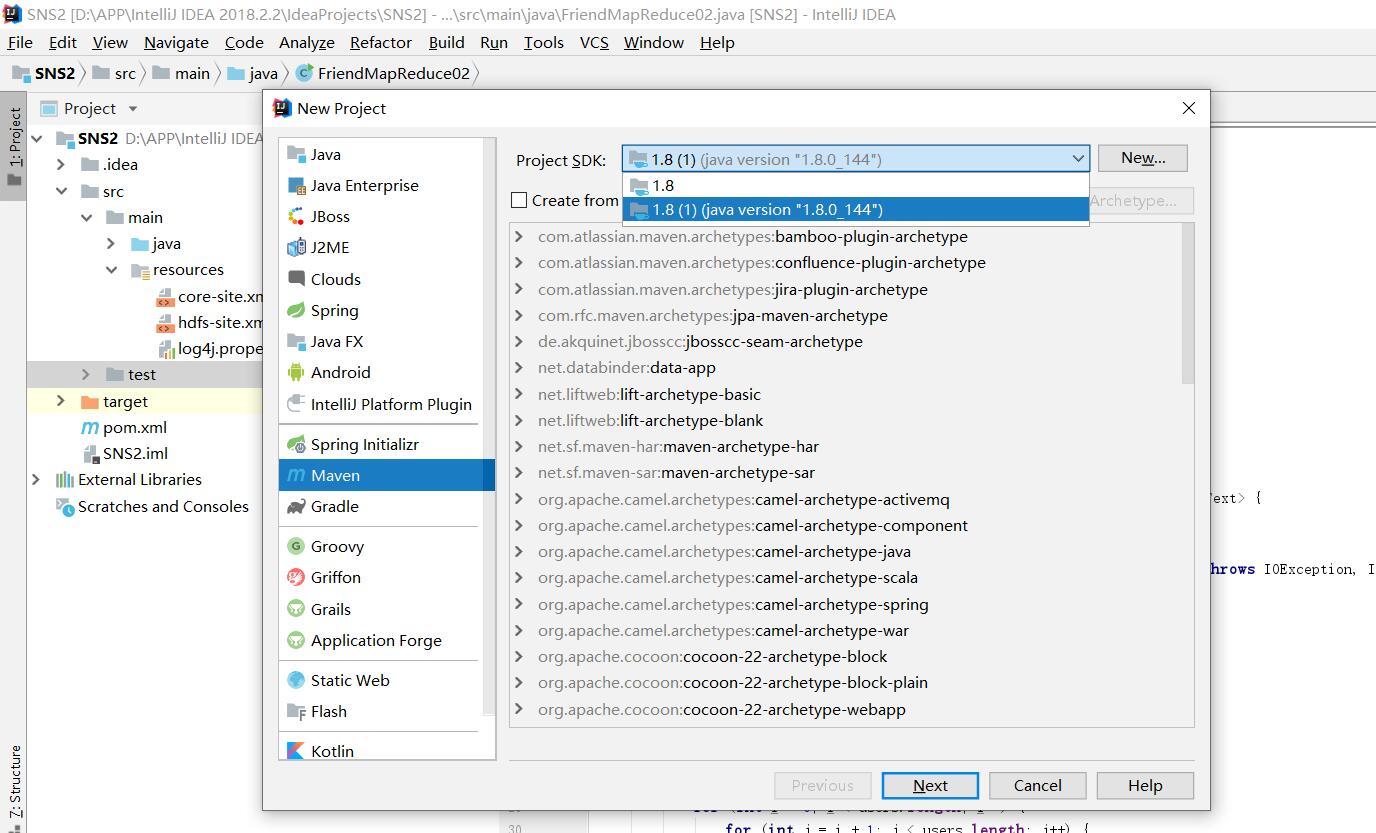 SNS2 [D:\APP\IntelliJ IDEA 2018.2.2\IdeaProjects\SNS2] - ...\src\main\java\FriendMapReduce02.java [SNS2] - IntelliJ IDEA
File Edit View Navigate Code Analyze Refactor Build Run Tools VCS Window Help
SNS2 src main java FriendMapReduce02
1: Project
Project
SNS2 D:\APP\IntelliJ IDEA
.idea
src
main
java
resources
core-site.xm
hdfs-site.xm
log4j.prope
test
target
pom.xml
SNS2.iml
External Libraries
Scratches and Consoles
Z: Structure
New Project
Java
Java Enterprise
JBoss
J2ME
Clouds
Spring
Java FX
Android
IntelliJ Platform Plugin
Spring Initializr
Maven
Gradle
Groovy
Griffon
Grails
Application Forge
Static Web
Flash
Kotlin
Project SDK: 1.8 (1) (java version "1.8.0_144") New...
1.8
1.8 (1) (java version "1.8.0_144")
Create from Archetype...
com.atlassian.maven.archetypes:bamboo-plugin-archetype
com.atlassian.maven.archetypes:confluence-plugin-archetype
com.atlassian.maven.archetypes:jira-plugin-archetype
com.rfc.maven.archetypes:jpa-maven-archetype
de.akquinet.jbosscc:jbosscc-seam-archetype
net.databinder:data-app
net.liftweb:lift-archetype-basic
net.liftweb:lift-archetype-blank
net.sf.maven-har:maven-archetype-har
net.sf.maven-sar:maven-archetype-sar
org.apache.camel.archetypes:camel-archetype-activemq
org.apache.camel.archetypes:camel-archetype-component
org.apache.camel.archetypes:camel-archetype-java
org.apache.camel.archetypes:camel-archetype-scala
org.apache.camel.archetypes:camel-archetype-spring
org.apache.camel.archetypes:camel-archetype-war
org.apache.cocoon:cocoon-22-archetype-block
org.apache.cocoon:cocoon-22-archetype-block-plain
org.apache.cocoon:cocoon-22-archetype-webapp
Previous Next Cancel Help
ext> {
hrows IOException, I
30 for (int j = i + 1; j < users.length; j++) {